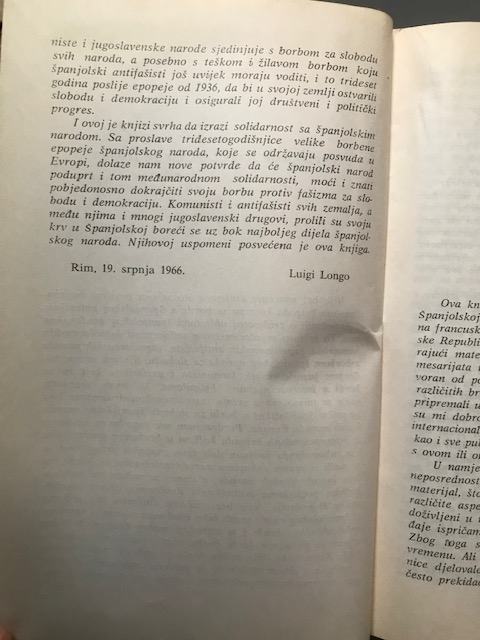 niste i jugoslavenske narode sjedinjuje s borbom za slobodu
svih naroda, a posebno s teškom i žilavom borbom koju
španjolski antifašisti još uvijek moraju voditi, i to trideset
godina poslije epopeje od 1936, da bi u svojoj zemlji ostvarili
slobodu i demokraciju i osigurali joj društveni i politički
progres.
I ovoj je knjizi svrha da izrazi solidarnost sa španjolskim
narodom. Sa proslave tridesetogodišnjice velike borbene
epopeje španjolskog naroda, koje se održavaju posvuda u
Evropi, dolaze nam nove potvrde da će španjolski narod
poduprt i tom međunarodnom solidarnosti, moći i znati
pobjedonosno dokrajčiti svoju borbu protiv fašizma za slo-
bodu i demokraciju. Komunisti i antifašisti svih zemalja, a
među njima i mnogi jugoslavenski drugovi, prolili su svoju
krv u Španjolskoj boreći se uz bok najboljeg dijela španjol-
skog naroda. Njihovoj uspomeni posvećena je ova knjiga.
Rim, 19. srpnja 1966. Luigi Longo
Ova kn
Španjolskoj
na francusk
ske Republi
rajući mate
mesarijata i
voran od po
različitih br
pripremali u
su mi dobro
internacional
kao i sve pu
s ovom ili o
U namje
neposrednost
materijal, što
različite aspe
doživljeni u
đaje ispričam
Zbog toga s
vremenu. Ali
nice djelovale
često prekida